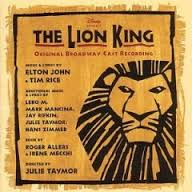 Disney
PRESENTS
THE LION KING
ORIGINAL BROADWAY CAST RECORDING
MUSIC & LYRICS BY
ELTON JOHN
& TIM RICE
ADDITIONAL MUSIC
& LYRICS BY
LEBO M,
MARK MANCINA,
JAY RIFKIN,
JULIE TAYMOR,
HANS ZIMMER
BOOK BY
ROGER ALLERS
& IRENE MECCHI
DIRECTED BY
JULIE TAYMOR